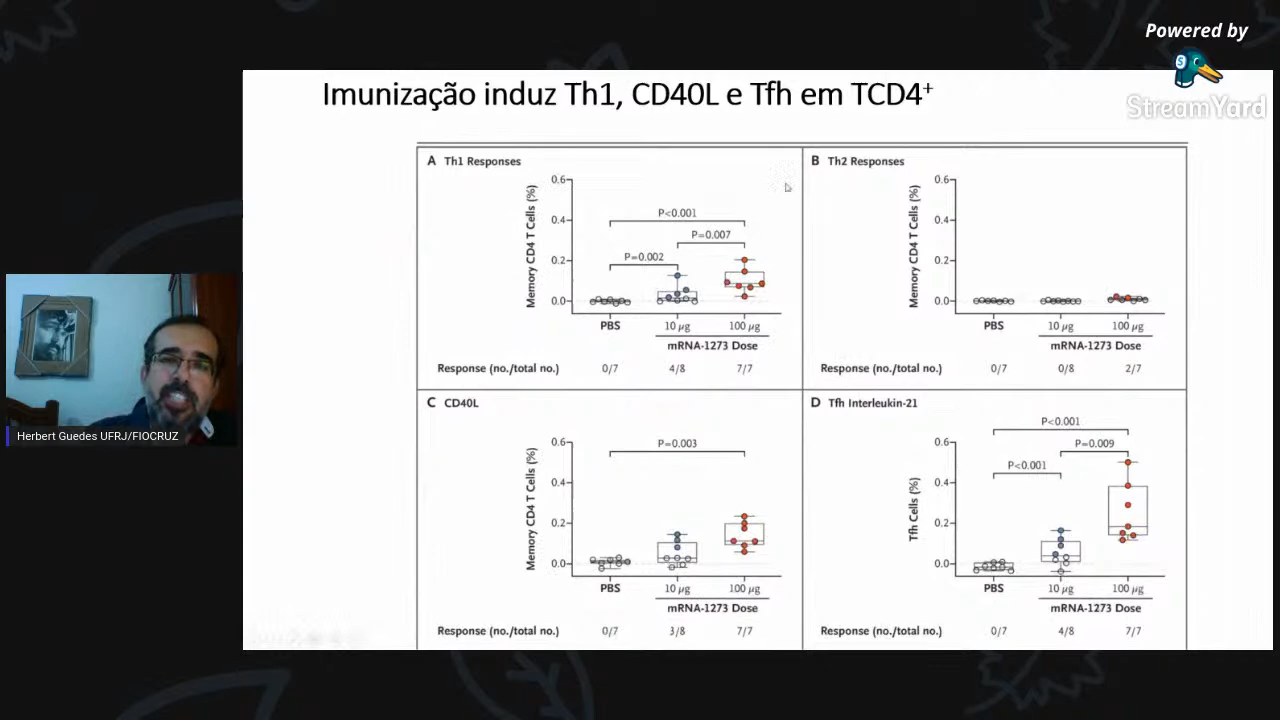 Powered by
StreamYard
Imunização induz Th1, CD40L e Tfh em TCD4+
A Th1 Responses
Memory CD4 T Cells (%)
0.6
0.4
0.2
0.0
P<0.001
P=0.007
P=0.002
PBS
10 µg
100 µg
mRNA-1273 Dose
Response (no./total no.) 0/7 4/8 7/7
B Th2 Responses
Memory CD4 T Cells (%)
0.6
0.4
0.2
0.0
PBS
10 µg
100 µg
mRNA-1273 Dose
Response (no./total no.) 0/7 0/8 2/7
C CD40L
Memory CD4 T Cells (%)
0.6
0.4
0.2
0.0
P=0.003
PBS
10 µg
100 µg
mRNA-1273 Dose
Response (no./total no.) 0/7 3/8 7/7
D Tfh Interleukin-21
Tfh Cells (%)
0.6
0.4
0.2
0.0
P<0.001
P=0.009
P<0.001
PBS
10 µg
100 µg
mRNA-1273 Dose
Response (no./total no.) 0/7 4/8 7/7
Herbert Guedes UFRJ/FIOCRUZ